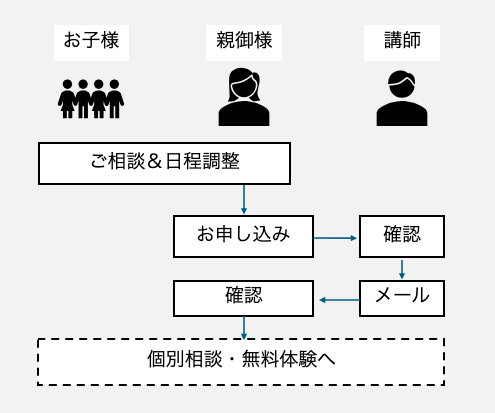 お子様
親御様
講師
ご相談＆日程調整
お申し込み
確認
確認
メール
個別相談・無料体験へ